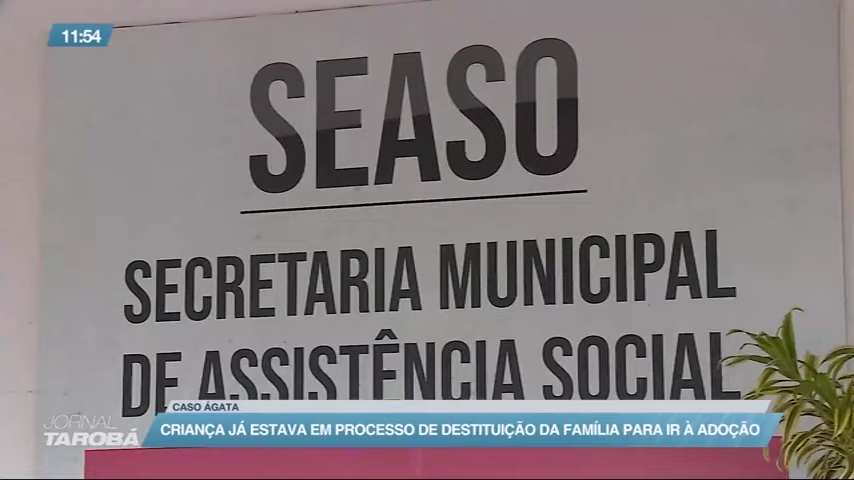 11:54
SEASO
SECRETARIA MUNICIPAL
DE ASSISTÊNCIA SOCIAL
CASO ÁGATA
JORNAL
TAROBÁ
CRIANÇA JÁ ESTAVA EM PROCESSO DE DESTITUIÇÃO DA FAMÍLIA PARA IR À ADOÇÃO